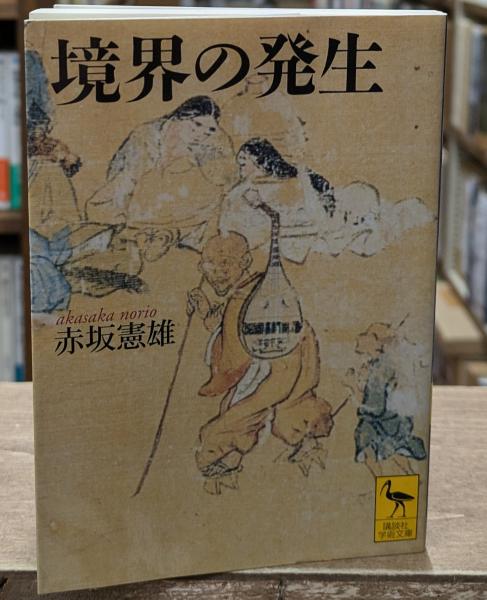 境界の発生
akasaka norio
赤坂憲雄
講談社
学術文庫